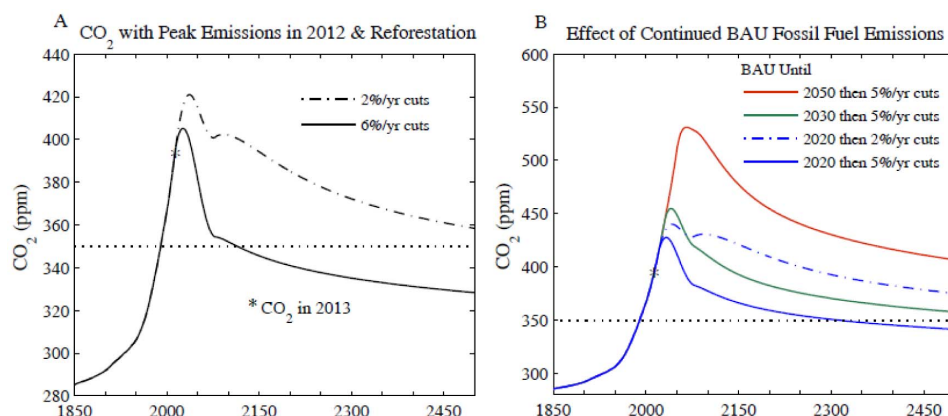 A
CO2 with Peak Emissions in 2012 & Reforestation
420
400
380
360
340
320
300
280
CO2 (ppm)
2%/yr cuts
6%/yr cuts
* CO2 in 2013
1850
2000
2150
2300
2450
B
Effect of Continued BAU Fossil Fuel Emissions
600
550
500
450
400
350
300
CO2 (ppm)
BAU Until
2050 then 5%/yr cuts
2030 then 5%/yr cuts
2020 then 2%/yr cuts
2020 then 5%/yr cuts
1850
2000
2150
2300
2450